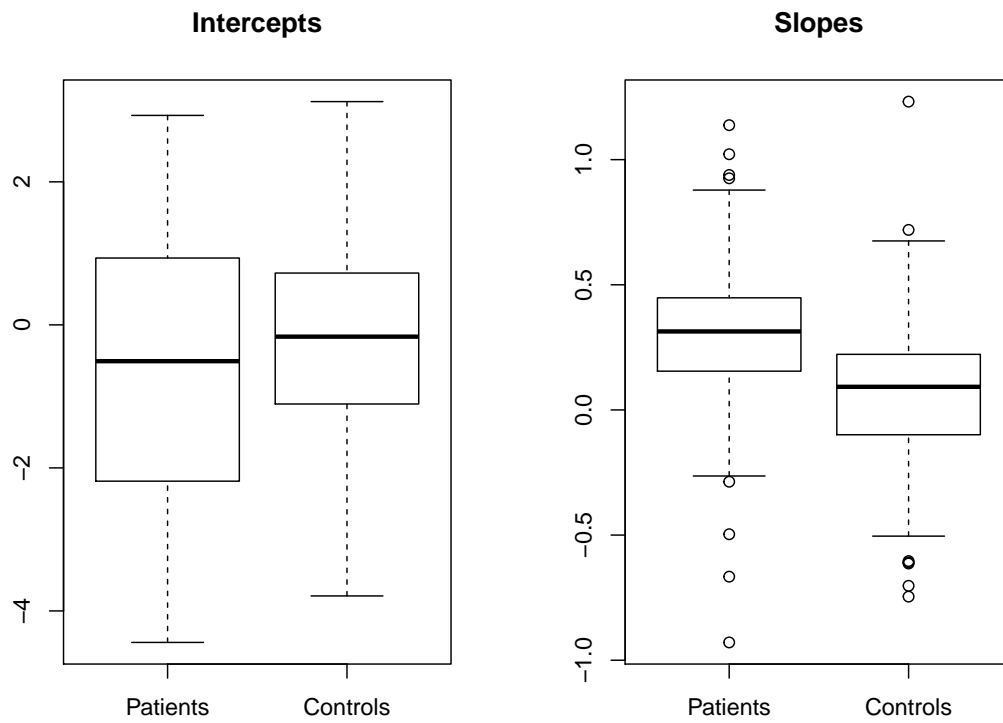 Intercepts
2
0
−2
−4
Patients
Controls
Slopes
1.0
0.5
0.0
−0.5
−1.0
Patients
Controls